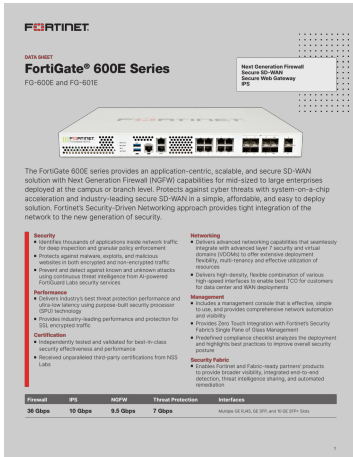 FORTINET
DATA SHEET
FortiGate® 600E Series
FG-600E and FG-601E
Next Generation Firewall
Secure SD-WAN
Secure Web Gateway
IPS
The FortiGate 600E series provides an application-centric, scalable, and secure SD-WAN
solution with Next Generation Firewall (NGFW) capabilities for mid-sized to large enterprises
deployed at the campus or branch level. Protects against cyber threats with system-on-a-chip
acceleration and industry-leading secure SD-WAN in a simple, affordable, and easy to deploy
solution. Fortinet's Security-Driven Networking approach provides tight integration of the
network to the new generation of security.
Security
• Identifies thousands of applications inside network traffic
for deep inspection and granular policy enforcement
• Protects against malware, exploits, and malicious
websites in both encrypted and non-encrypted traffic
• Prevent and detect against known and unknown attacks
using continuous threat intelligence from AI-powered
FortiGuard Labs security services
Performance
• Delivers industry's best threat protection performance and
ultra-low latency using purpose-built security processor
(SPU) technology
• Provides industry-leading performance and protection for
SSL encrypted traffic
Certification
• Independently tested and validated for best-in-class
security effectiveness and performance
• Received unparalleled third-party certifications from NSS
Labs
Networking
• Delivers advanced networking capabilities that seamlessly
integrate with advanced layer 7 security and virtual
domains (VDOMs) to offer extensive deployment
flexibility, multi-tenancy and effective utilization of
resources
• Delivers high-density, flexible combination of various
high-speed interfaces to enable best TCO for customers
for data center and WAN deployments
Management
• Includes a management console that is effective, simple
to use, and provides comprehensive network automation
and visibility
• Provides Zero Touch Integration with Fortinet's Security
Fabric's Single Pane of Glass Management
• Predefined compliance checklist analyzes the deployment
and highlights best practices to improve overall security
posture
Security Fabric
• Enables Fortinet and Fabric-ready partners' products
to provide broader visibility, integrated end-to-end
detection, threat intelligence sharing, and automated
remediation
Firewall IPS NGFW Threat Protection Interfaces
36 Gbps 10 Gbps 9.5 Gbps 7 Gbps Multiple GE RJ45, GE SFP, and 10 GE SFP+ Slots
1